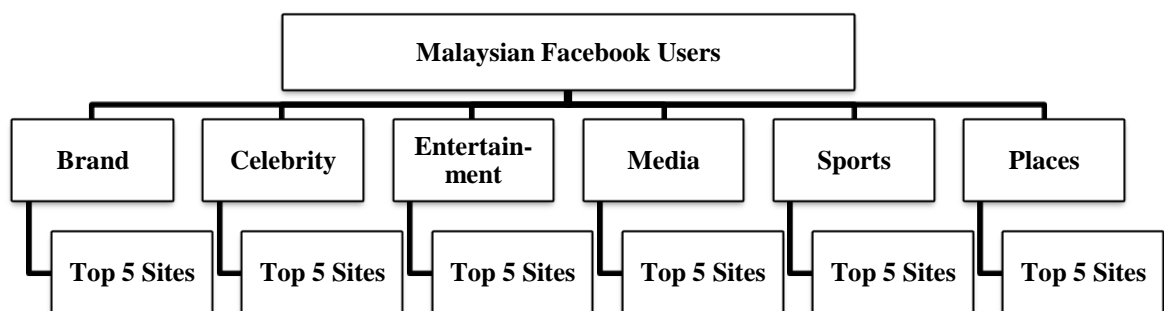 Malaysian Facebook Users
Brand
Celebrity
Entertain-
ment
Media
Sports
Places
Top 5 Sites
Top 5 Sites
Top 5 Sites
Top 5 Sites
Top 5 Sites
Top 5 Sites